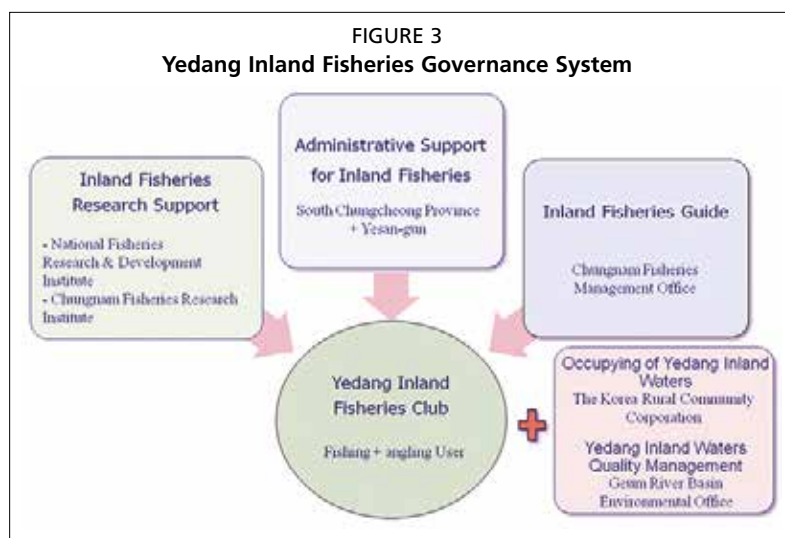 FIGURE 3
Yedang Inland Fisheries Governance System
Administrative Support
for Inland Fisheries
South Chungcheong Province
+ Yesan-gun
Inland Fisheries
Research Support
- National Fisheries
Research & Development
Institute
- Chungnam Fisheries Research
Institute
Inland Fisheries Guide
Chungnam Fisheries
Management Office
Yedang Inland
Fisheries Club
Fishing + angling User
Occupying of Yedang Inland
Waters
The Korea Rural Community
Corporation
Yedang Inland Waters
Quality Management
Geum River Basin
Environmental Office